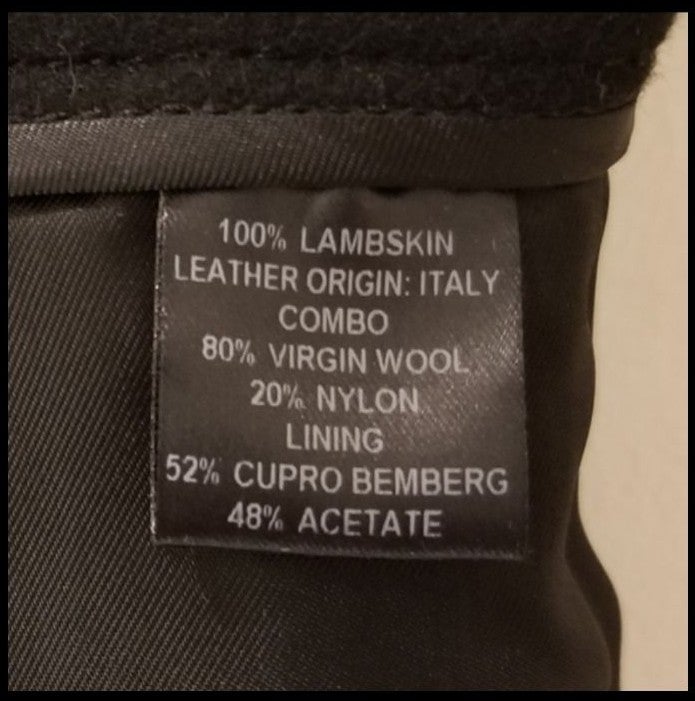 100% LAMBSKIN
LEATHER ORIGIN: ITALY
COMBO
80% VIRGIN WOOL
20% NYLON
LINING
52% CUPRO BEMBERG
48% ACETATE